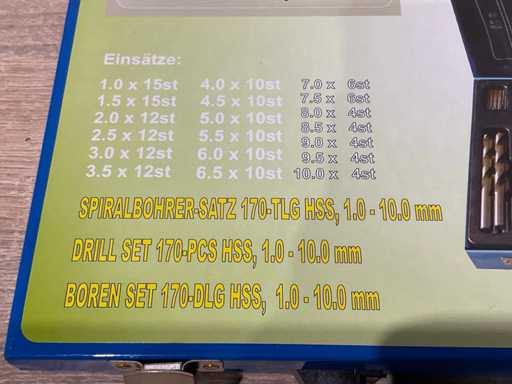 Einsätze:
1.0 x 15st 4.0 x 10st 7.0 x 6st
1.5 x 15st 4.5 x 10st 7.5 x 6st
2.0 x 12st 5.0 x 10st 8.0 x 4st
2.5 x 12st 5.5 x 10st 8.5 x 4st
3.0 x 12st 6.0 x 10st 9.0 x 4st
3.5 x 12st 6.5 x 10st 9.5 x 4st
10.0 x 4st
SPIRALBOHRER-SATZ 170-TLG HSS, 1.0 - 10.0 mm
DRILL SET 170-PCS HSS, 1.0 - 10.0 mm
BOREN SET 170-DLG HSS, 1.0 - 10.0 mm